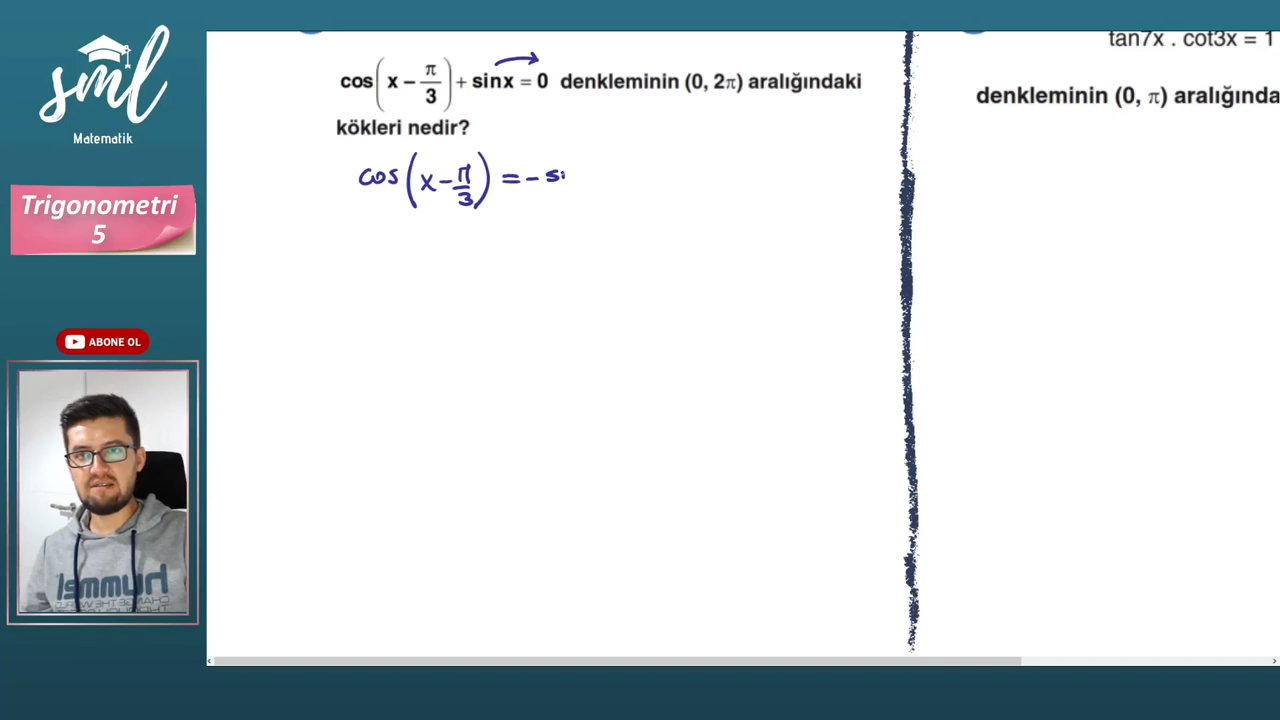 sml
Matematik
Trigonometri
5
ABONE OL
cos(x − π/3) + sinx = 0 denkleminin (0, 2π) aralığındaki
kökleri nedir?
cos(x − π/3) = − si
tan7x . cot3x = 1
denkleminin (0, π) aralığında